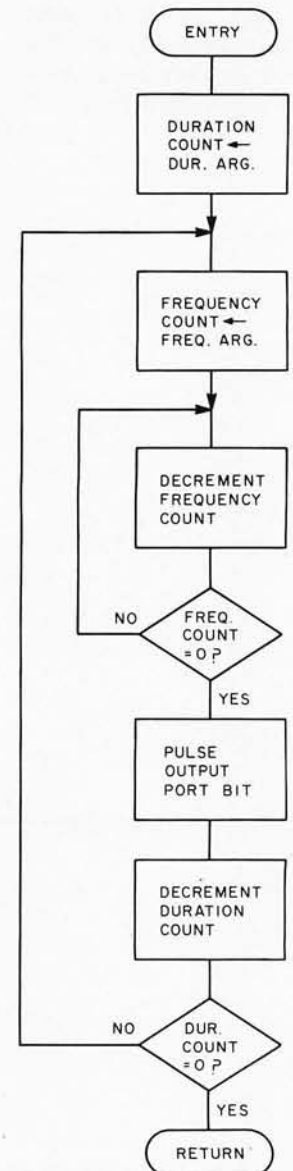 ENTRY
DURATION
COUNT ←
DUR. ARG.
FREQUENCY
COUNT ←
FREQ. ARG.
DECREMENT
FREQUENCY
COUNT
NO
FREQ.
COUNT
=0?
YES
PULSE
OUTPUT
PORT BIT
DECREMENT
DURATION
COUNT
NO
DUR.
COUNT
=0?
YES
RETURN